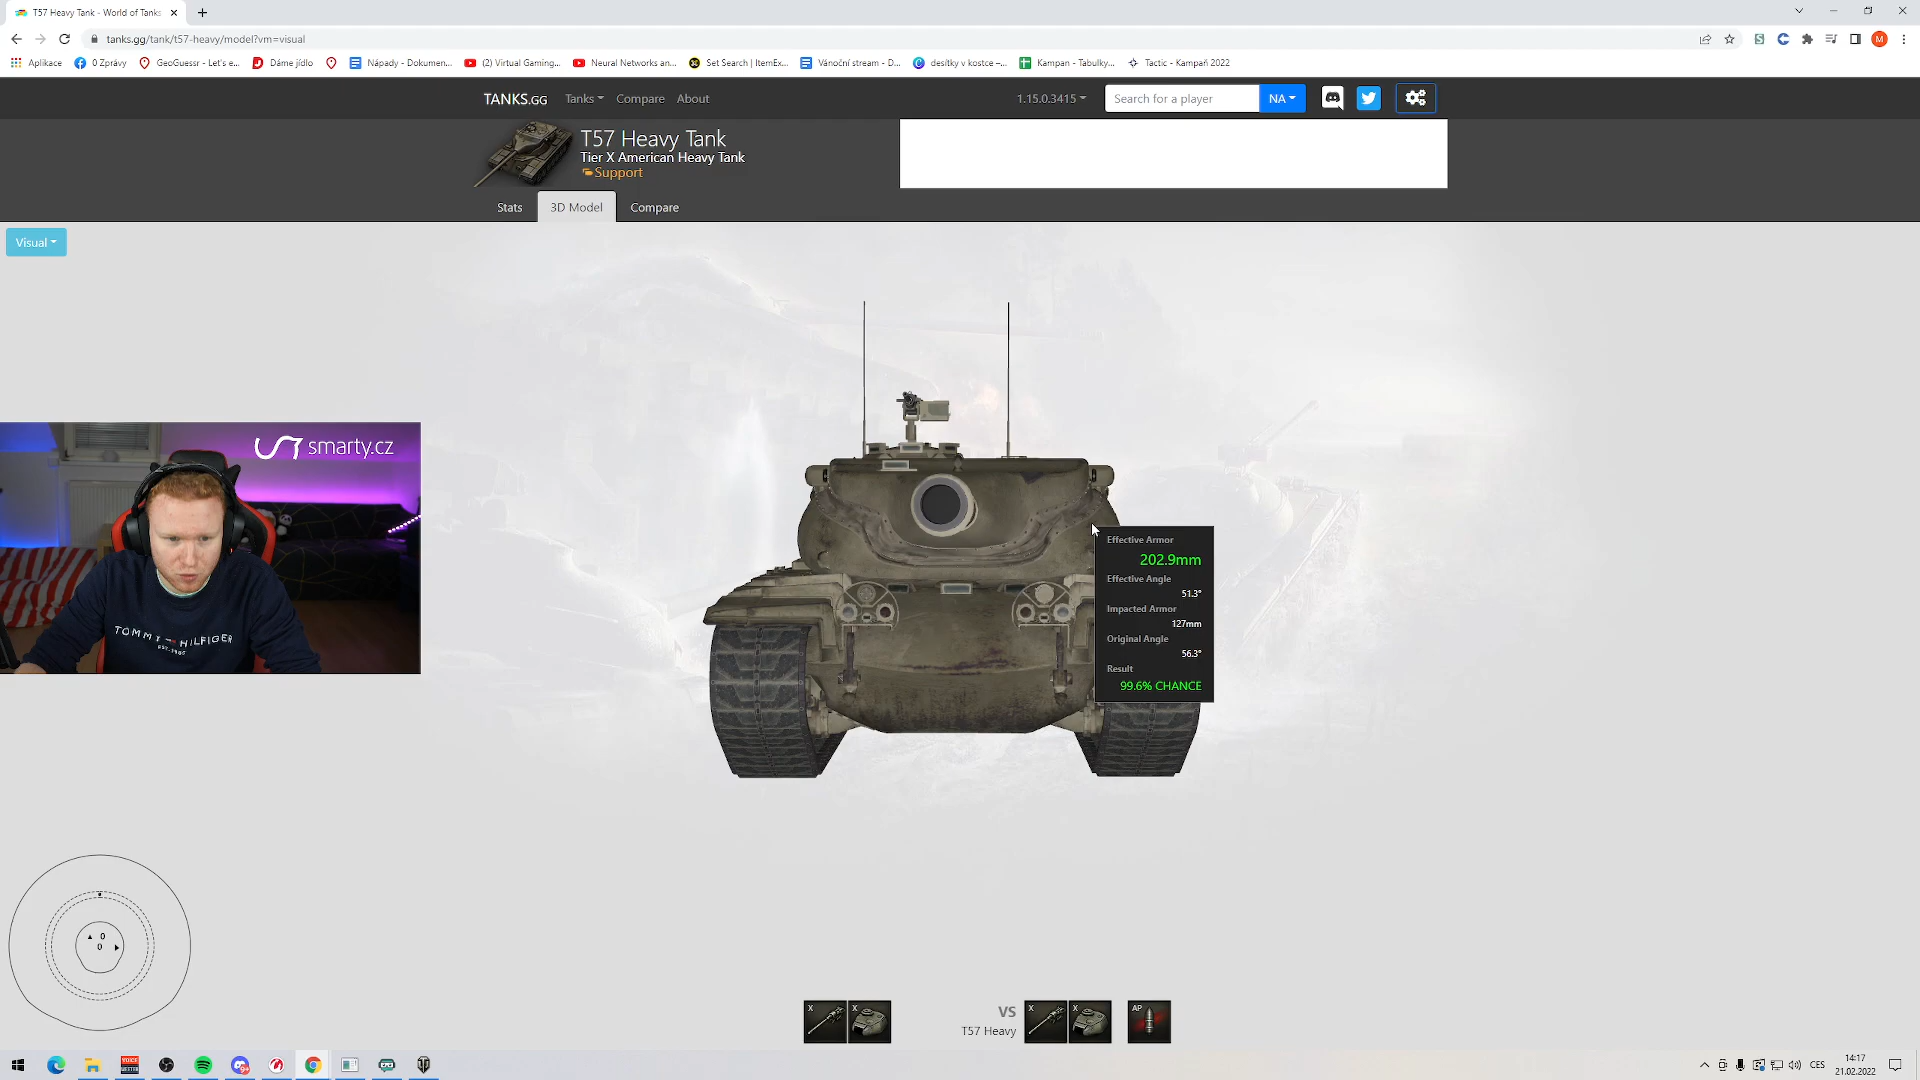 T57 Heavy Tank - World of Tanks
tanks.gg/tank/t57-heavy/model?vm=visual
M
Aplikace
0 Zprávy
GeoGuessr - Let's e...
Dáme jídlo
Nápady - Dokumen...
(2) Virtual Gaming...
Neural Networks an...
Set Search | ItemEx...
Vánoční stream - D...
desítky v kostce –...
Kampan - Tabulky...
Tactic - Kampaň 2022
TANKS.GG
Tanks
Compare
About
1.15.0.3415
Search for a player
NA
T57 Heavy Tank
Tier X American Heavy Tank
Support
Stats
3D Model
Compare
Visual
smarty.cz
TOMMY HILFIGER
EST. 1985
Effective Armor
202.9mm
Effective Angle
51.3°
Impacted Armor
127mm
Original Angle
56.3°
Result
99.6% CHANCE
0
0
X
X
VS
T57 Heavy
X
X
AP
CES
14:17
21.02.2022